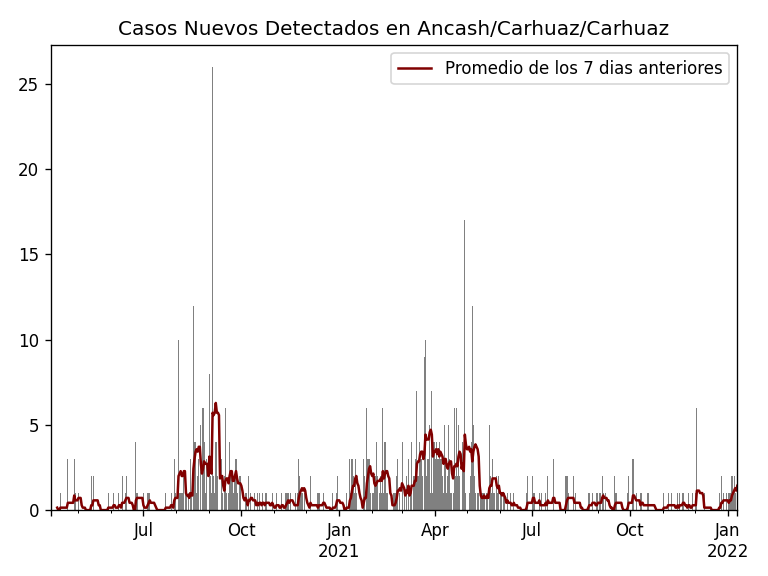 Casos Nuevos Detectados en Ancash/Carhuaz/Carhuaz
Promedio de los 7 dias anteriores
25
20
15
10
5
0
Jul
Oct
Jan
2021
Apr
Jul
Oct
Jan
2022